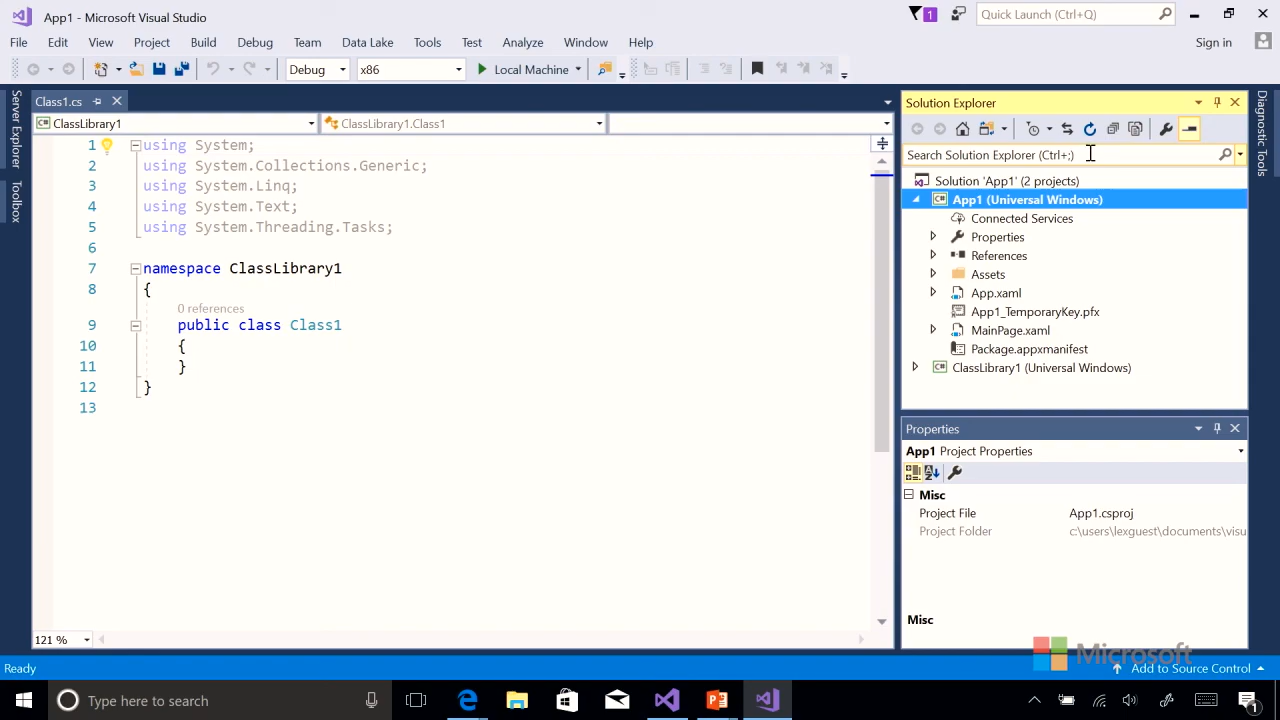 App1 - Microsoft Visual Studio
1
Quick Launch (Ctrl+Q)
File Edit View Project Build Debug Team Data Lake Tools Test Analyze Window Help
Sign in
Debug x86 Local Machine
Server Explorer
Toolbox
Class1.cs
ClassLibrary1 ClassLibrary1.Class1
1 using System;
2 using System.Collections.Generic;
3 using System.Linq;
4 using System.Text;
5 using System.Threading.Tasks;
6
7 namespace ClassLibrary1
8 {
0 references
9 public class Class1
10 {
11 }
12 }
13
121 %
Solution Explorer
Search Solution Explorer (Ctrl+;)
Solution 'App1' (2 projects)
C# App1 (Universal Windows)
Connected Services
Properties
References
Assets
App.xaml
App1_TemporaryKey.pfx
MainPage.xaml
Package.appxmanifest
C# ClassLibrary1 (Universal Windows)
Properties
App1 Project Properties
Misc
Project File App1.csproj
Project Folder c:\users\lexguest\documents\visu
Misc
Microsoft
Diagnostic Tools
Ready
Add to Source Control
Type here to search
1